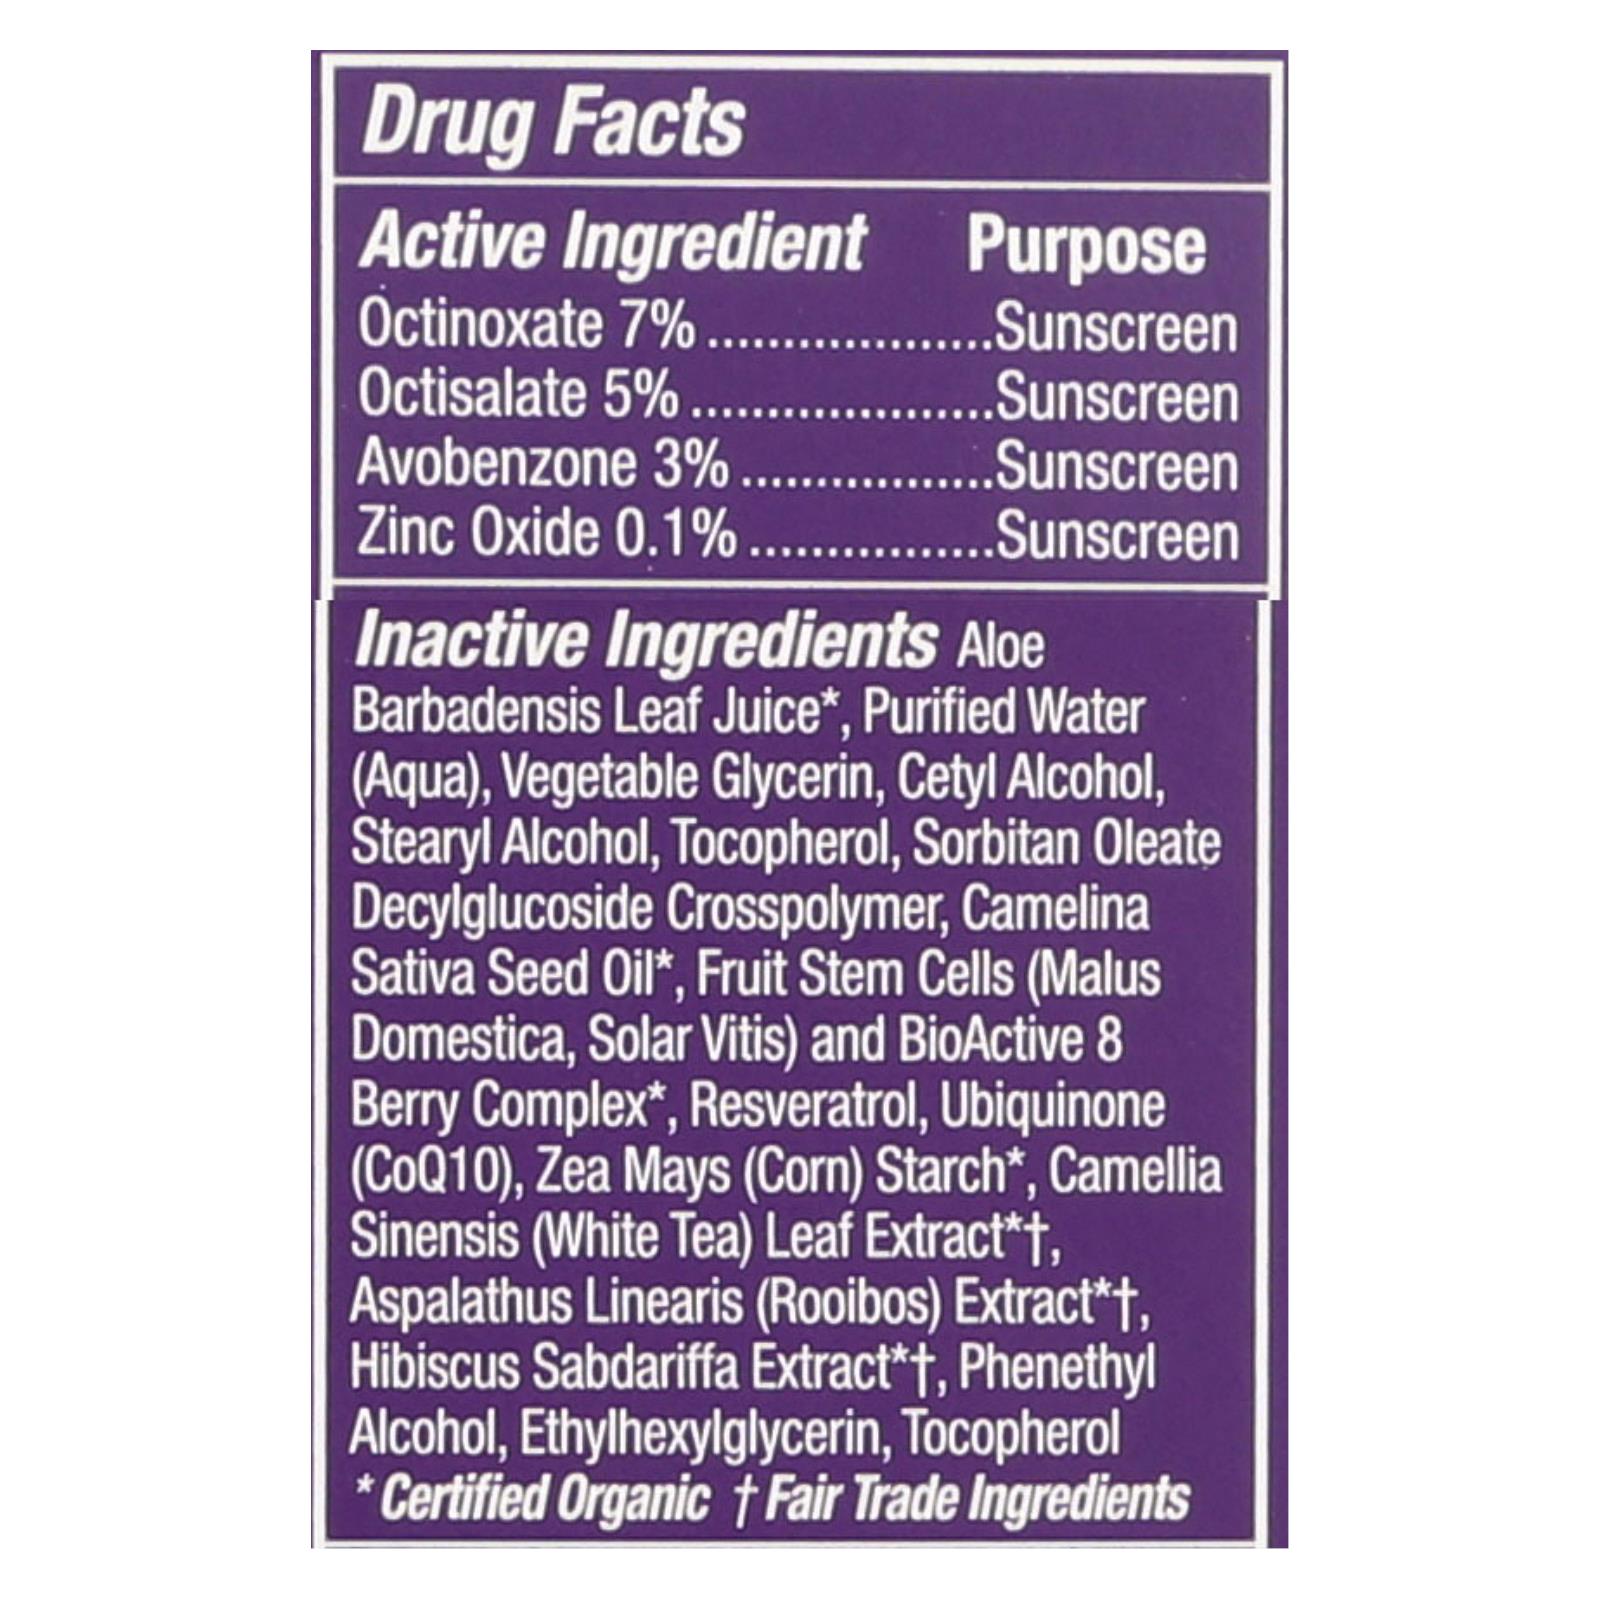 Drug Facts
Active Ingredient Purpose
Octinoxate 7% ....................Sunscreen
Octisalate 5% .....................Sunscreen
Avobenzone 3% ..................Sunscreen
Zinc Oxide 0.1% .................Sunscreen
Inactive Ingredients Aloe
Barbadensis Leaf Juice*, Purified Water
(Aqua), Vegetable Glycerin, Cetyl Alcohol,
Stearyl Alcohol, Tocopherol, Sorbitan Oleate
Decylglucoside Crosspolymer, Camelina
Sativa Seed Oil*, Fruit Stem Cells (Malus
Domestica, Solar Vitis) and BioActive 8
Berry Complex*, Resveratrol, Ubiquinone
(CoQ10), Zea Mays (Corn) Starch*, Camellia
Sinensis (White Tea) Leaf Extract*†,
Aspalathus Linearis (Rooibos) Extract*†,
Hibiscus Sabdariffa Extract*†, Phenethyl
Alcohol, Ethylhexylglycerin, Tocopherol
* Certified Organic † Fair Trade Ingredients